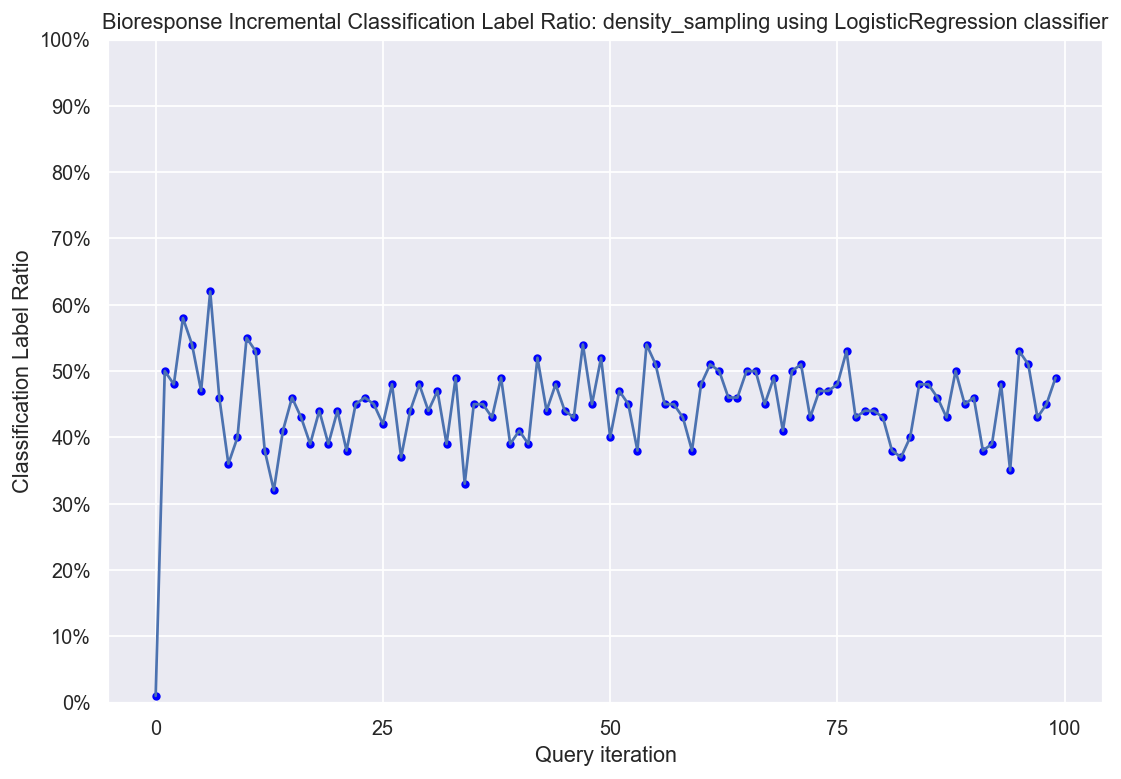 Bioresponse Incremental Classification Label Ratio: density_sampling using LogisticRegression classifier
100%
90%
80%
70%
60%
50%
40%
30%
20%
10%
0%
Classification Label Ratio
0 25 50 75 100
Query iteration